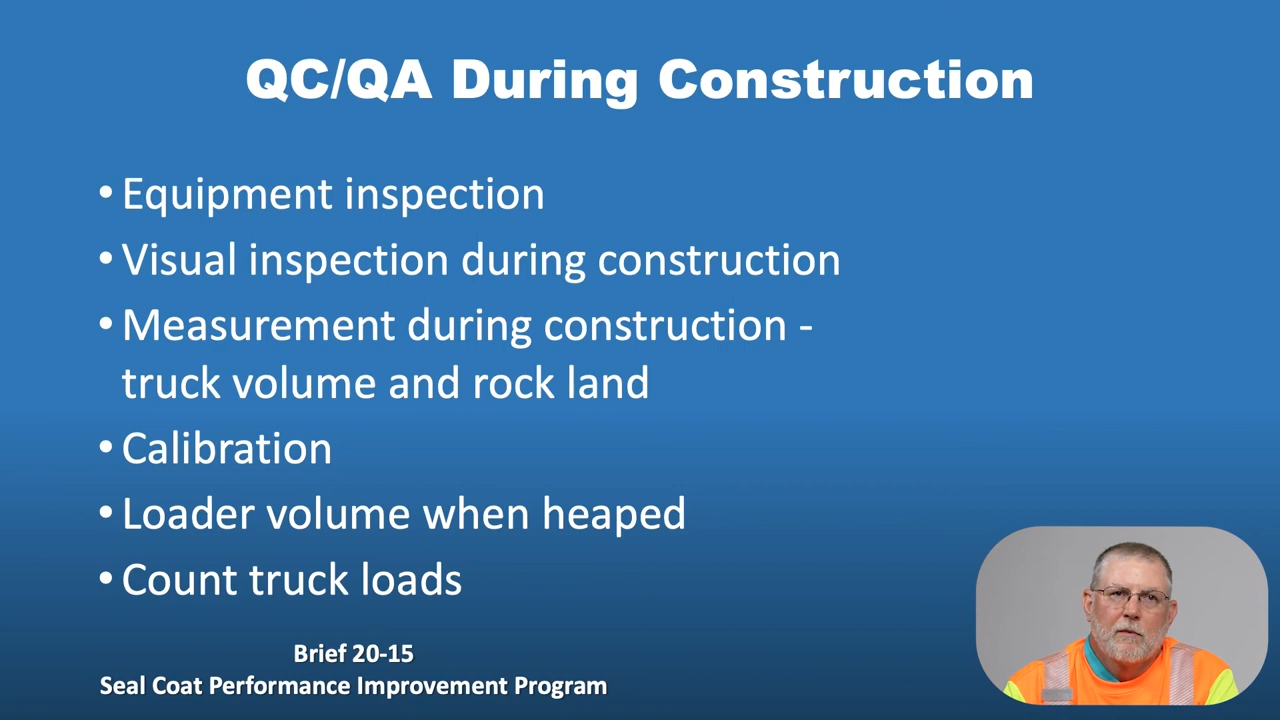 QC/QA During Construction
• Equipment inspection
• Visual inspection during construction
• Measurement during construction -
truck volume and rock land
• Calibration
• Loader volume when heaped
• Count truck loads
Brief 20-15
Seal Coat Performance Improvement Program